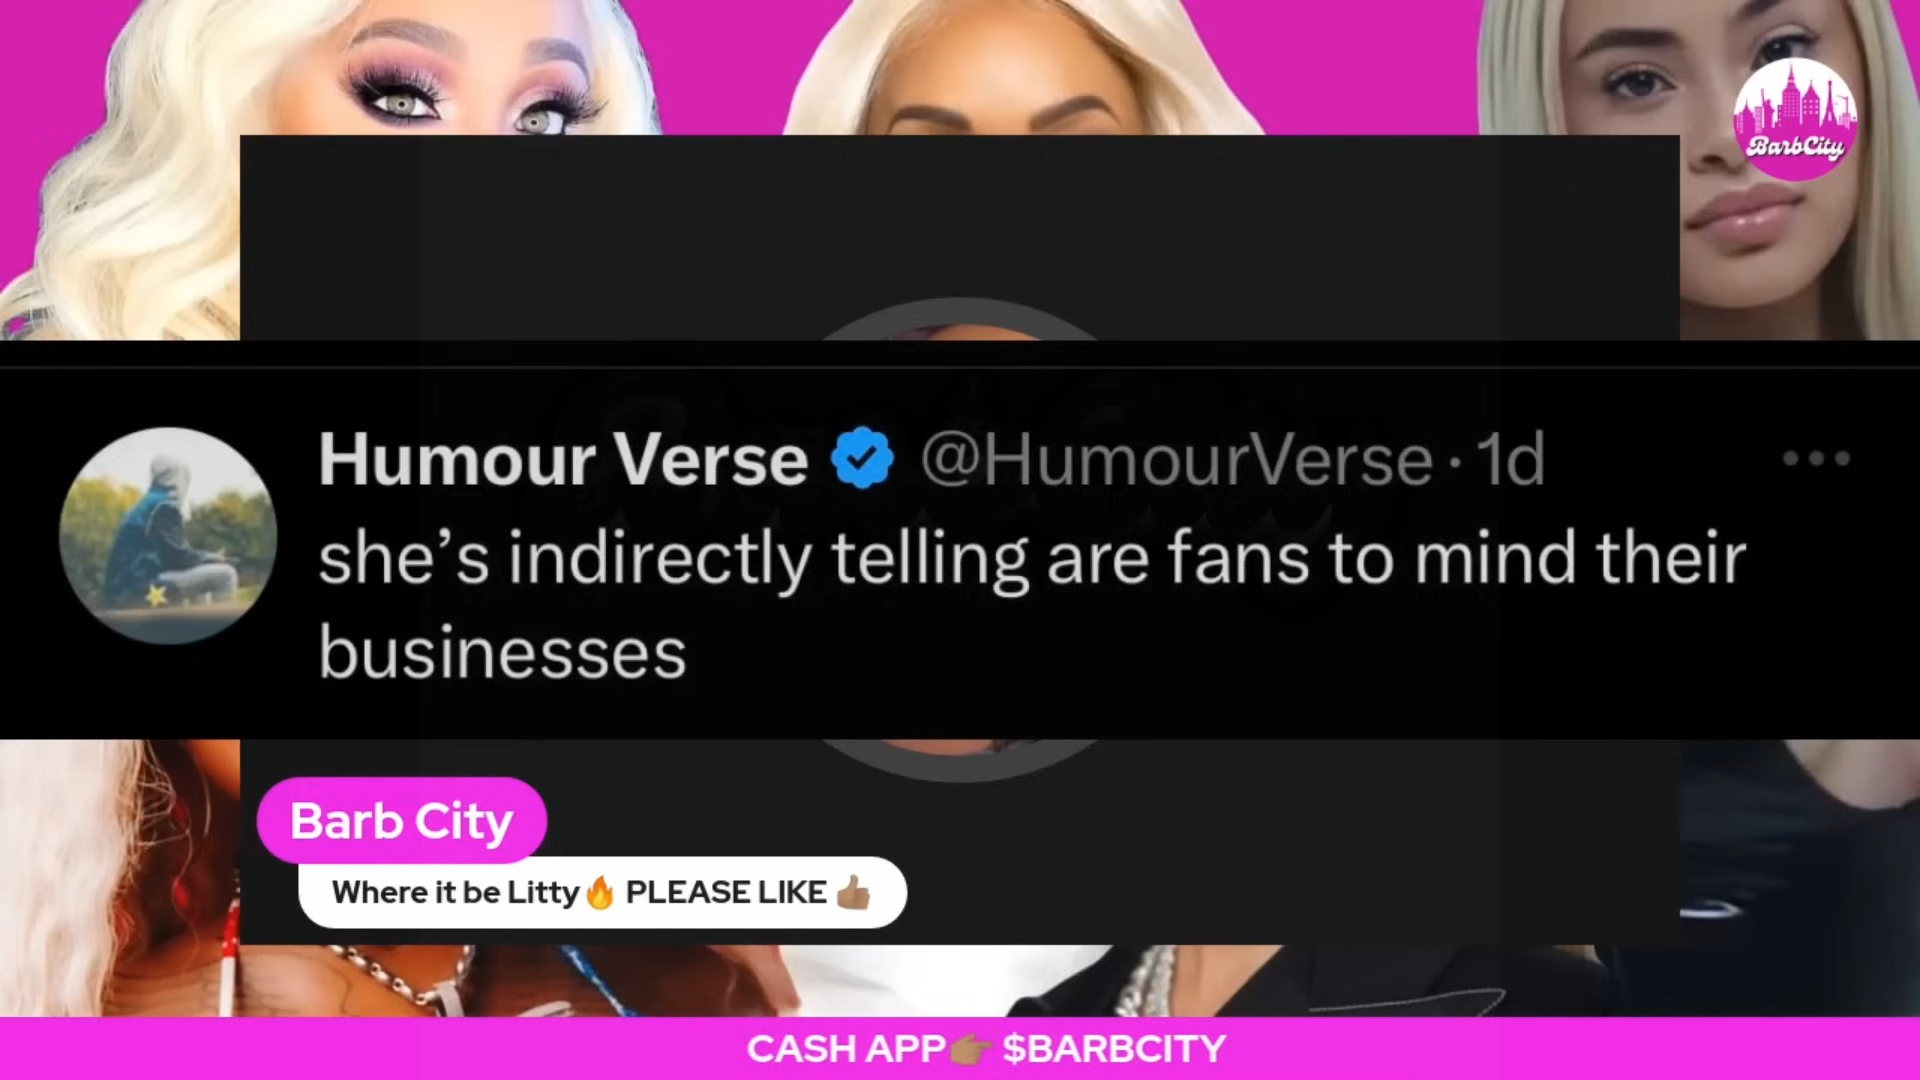 BarbCity
Humour Verse @HumourVerse · 1d
she’s indirectly telling are fans to mind their
businesses
Barb City
Where it be Litty🔥 PLEASE LIKE 👍🏽
CASH APP👉🏽 $BARBCITY